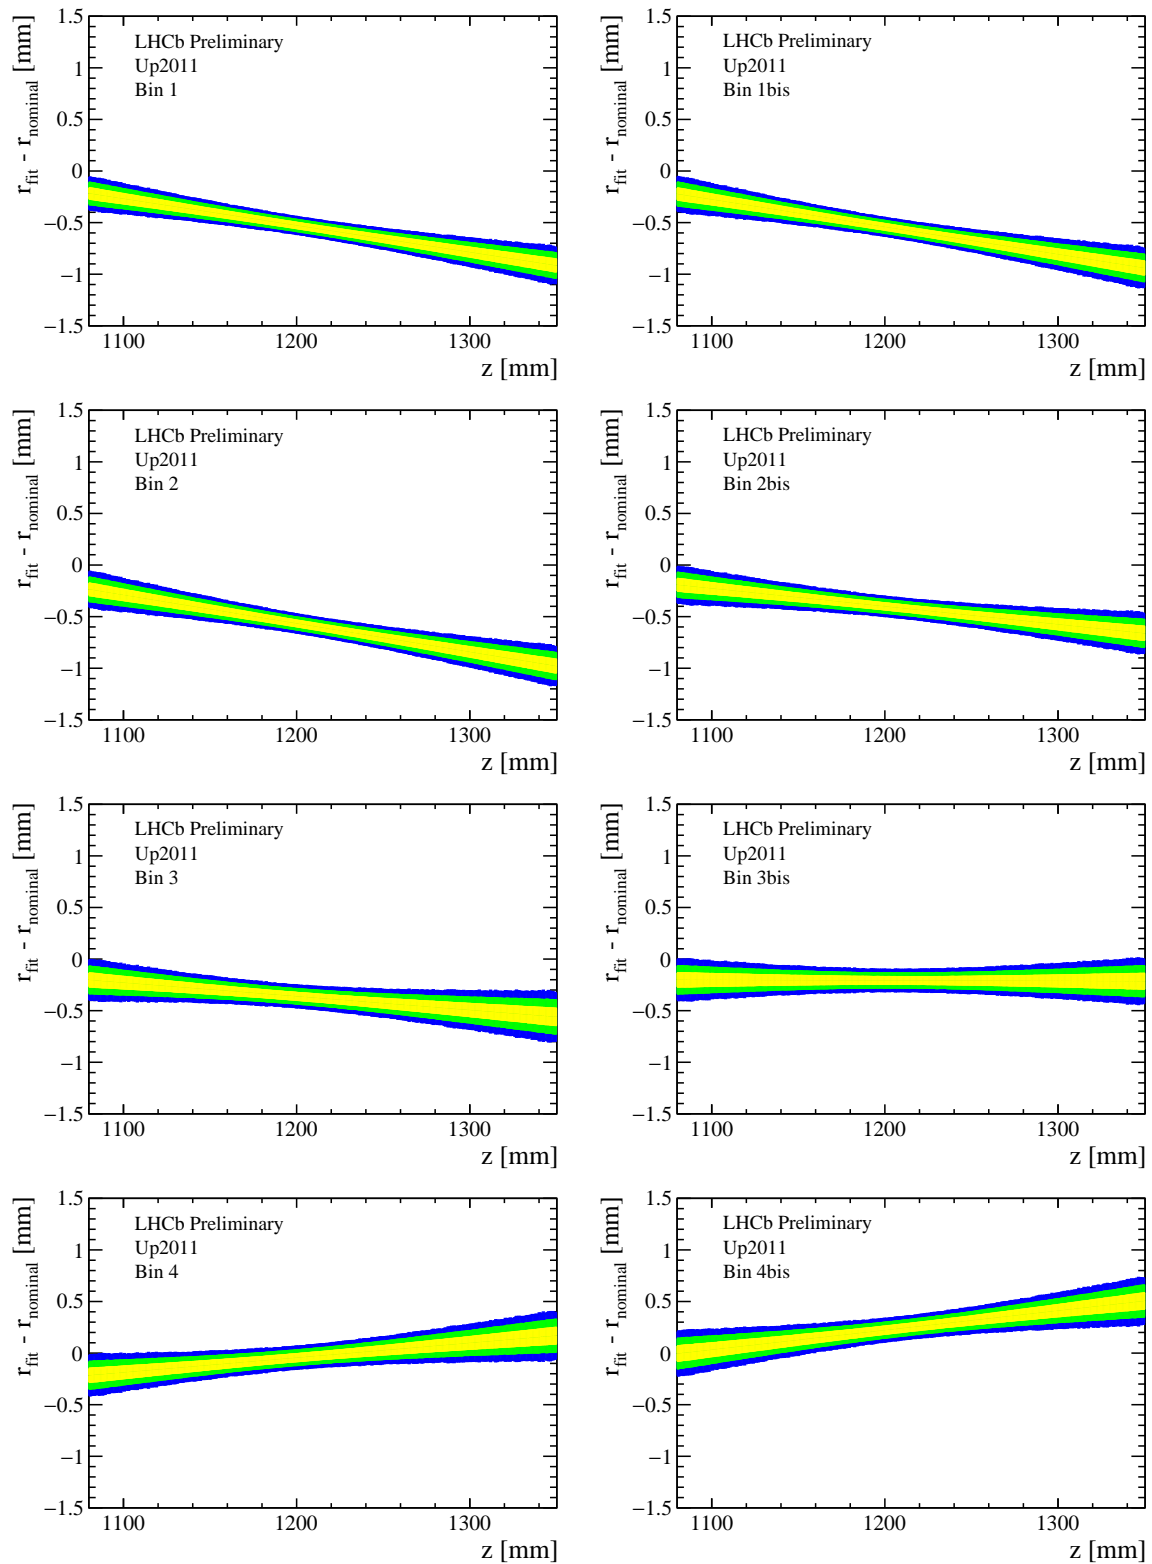 1.5
1
0.5
0
−0.5
−1
−1.5
r_fit - r_nominal [mm]
LHCb Preliminary
Up2011
Bin 1
1100 1200 1300
z [mm]
1.5
1
0.5
0
−0.5
−1
−1.5
r_fit - r_nominal [mm]
LHCb Preliminary
Up2011
Bin 1bis
1100 1200 1300
z [mm]
1.5
1
0.5
0
−0.5
−1
−1.5
r_fit - r_nominal [mm]
LHCb Preliminary
Up2011
Bin 2
1100 1200 1300
z [mm]
1.5
1
0.5
0
−0.5
−1
−1.5
r_fit - r_nominal [mm]
LHCb Preliminary
Up2011
Bin 2bis
1100 1200 1300
z [mm]
1.5
1
0.5
0
−0.5
−1
−1.5
r_fit - r_nominal [mm]
LHCb Preliminary
Up2011
Bin 3
1100 1200 1300
z [mm]
1.5
1
0.5
0
−0.5
−1
−1.5
r_fit - r_nominal [mm]
LHCb Preliminary
Up2011
Bin 3bis
1100 1200 1300
z [mm]
1.5
1
0.5
0
−0.5
−1
−1.5
r_fit - r_nominal [mm]
LHCb Preliminary
Up2011
Bin 4
1100 1200 1300
z [mm]
1.5
1
0.5
0
−0.5
−1
−1.5
r_fit - r_nominal [mm]
LHCb Preliminary
Up2011
Bin 4bis
1100 1200 1300
z [mm]